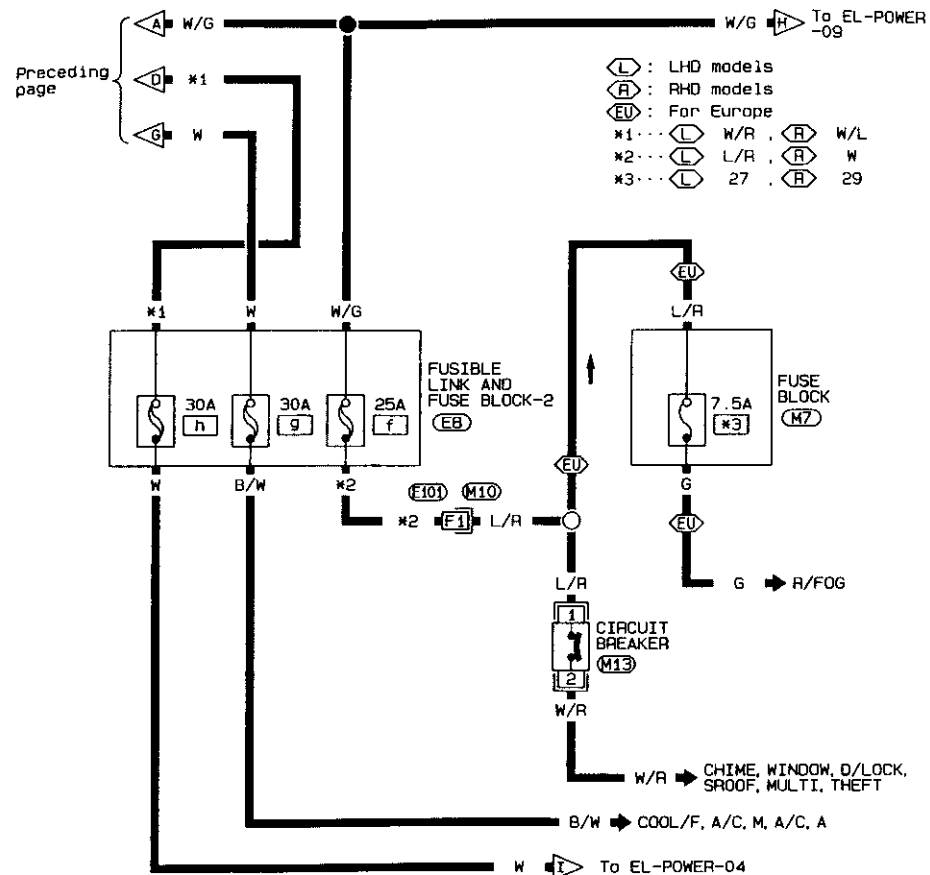 A W/G W/G H To EL-POWER
-09
Preceding
page
D *1
G W
L : LHD models
R : RHD models
EU : For Europe
*1··· L W/R , R W/L
*2··· L L/R , R W
*3··· L 27 , R 29
EU
*1 W W/G L/R
FUSIBLE
LINK AND
FUSE BLOCK-2
E8
30A h 30A g 25A f
FUSE
BLOCK
M7
7.5A
*3
EU
W B/W *2 G
E101 M10
*2 F1 L/R
EU
G R/FOG
L/R
1
CIRCUIT
BREAKER
M13
2
W/R
W/R CHIME, WINDOW, D/LOCK,
SROOF, MULTI, THEFT
B/W COOL/F, A/C, M, A/C, A
W I To EL-POWER-04